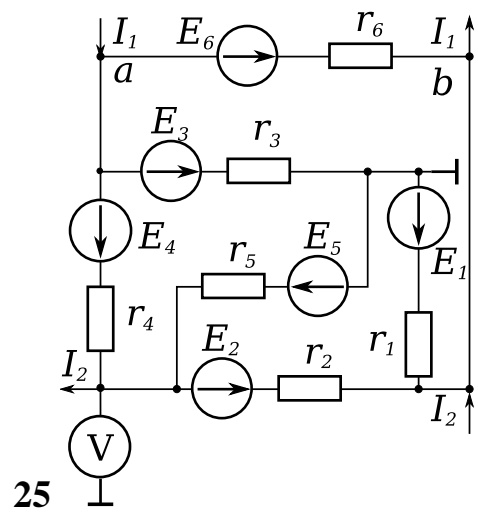 I₁ E₆ r₆ I₁
a b
E₃ r₃
E₄ r₅ E₅ E₁
r₄ E₂ r₂ r₁
I₂ I₂
V
25